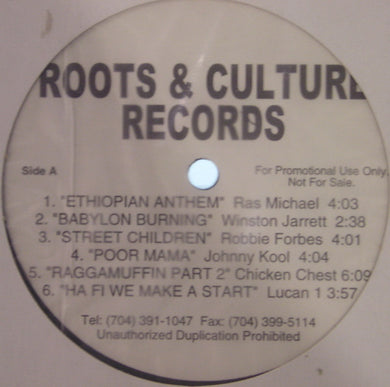 ROOTS & CULTURE
RECORDS
Side A
For Promotional Use Only.
Not For Sale.
1. "ETHIOPIAN ANTHEM" Ras Michael 4:03
2. "BABYLON BURNING" Winston Jarrett 2:38
3. "STREET CHILDREN" Robbie Forbes 4:01
4. "POOR MAMA" Johnny Kool 4:04
5. "RAGGAMUFFIN PART 2" Chicken Chest 6:09
6. "HA FI WE MAKE A START" Lucan 1 3:57
Tel: (704) 391-1047 Fax: (704) 399-5114
Unauthorized Duplication Prohibited